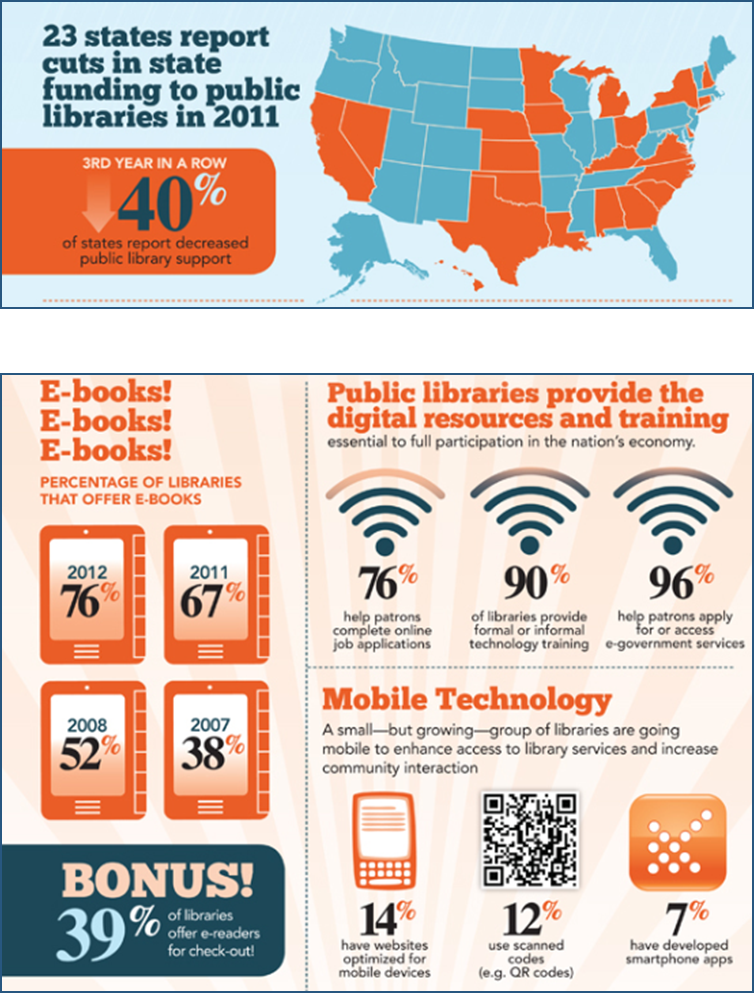 23 states report
cuts in state
funding to public
libraries in 2011
3RD YEAR IN A ROW
40%
of states report decreased
public library support
E-books!
E-books!
E-books!
PERCENTAGE OF LIBRARIES
THAT OFFER E-BOOKS
2012
76%
2011
67%
2008
52%
2007
38%
BONUS!
39%
of libraries
offer e-readers
for check-out!
Public libraries provide the
digital resources and training
essential to full participation in the nation's economy.
76%
help patrons
complete online
job applications
90%
of libraries provide
formal or informal
technology training
96%
help patrons apply
for or access
e-government services
Mobile Technology
A small—but growing—group of libraries are going
mobile to enhance access to library services and increase
community interaction
14%
have websites
optimized for
mobile devices
12%
use scanned
codes
(e.g. QR codes)
7%
have developed
smartphone apps